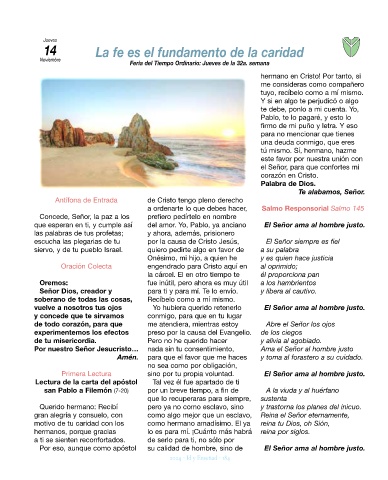 Jueves
14
Noviembre
La fe es el fundamento de la caridad
Feria del Tiempo Ordinario: Jueves de la 32a. semana
Antífona de Entrada
Concede, Señor, la paz a los
que esperan en ti, y cumple así
las palabras de tus profetas;
escucha las plegarias de tu
siervo, y de tu pueblo Israel.
Oración Colecta
Oremos:
Señor Dios, creador y
soberano de todas las cosas,
vuelve a nosotros tus ojos
y concede que te sirvamos
de todo corazón, para que
experimentemos los efectos
de tu misericordia.
Por nuestro Señor Jesucristo…
Amén.
Primera Lectura
Lectura de la carta del apóstol
san Pablo a Filemón (7-20)
Querido hermano: Recibí
gran alegría y consuelo, con
motivo de tu caridad con los
hermanos, porque gracias
a ti se sienten reconfortados.
Por eso, aunque como apóstol
de Cristo tengo pleno derecho
a ordenarte lo que debes hacer,
prefiero pedírtelo en nombre
del amor. Yo, Pablo, ya anciano
y ahora, además, prisionero
por la causa de Cristo Jesús,
quiero pedirte algo en favor de
Onésimo, mi hijo, a quien he
engendrado para Cristo aquí en
la cárcel. El en otro tiempo te
fue inútil, pero ahora es muy útil
para ti y para mí. Te lo envío.
Recíbelo como a mí mismo.
Yo hubiera querido retenerlo
conmigo, para que en tu lugar
me atendiera, mientras estoy
preso por la causa del Evangelio.
Pero no he querido hacer
nada sin tu consentimiento,
para que el favor que me haces
no sea como por obligación,
sino por tu propia voluntad.
Tal vez él fue apartado de ti
por un breve tiempo, a fin de
que lo recuperaras para siempre,
pero ya no como esclavo, sino
como algo mejor que un esclavo,
como hermano amadísimo. El ya
lo es para mí. ¡Cuánto más habrá
de serlo para ti, no sólo por
su calidad de hombre, sino de
hermano en Cristo! Por tanto, si
me consideras como compañero
tuyo, recíbelo como a mí mismo.
Y si en algo te perjudicó o algo
te debe, ponlo a mi cuenta. Yo,
Pablo, te lo pagaré, y esto lo
firmo de mi puño y letra. Y eso
para no mencionar que tienes
una deuda conmigo, que eres
tú mismo. Sí, hermano, hazme
este favor por nuestra unión con
el Señor, para que confortes mi
corazón en Cristo.
Palabra de Dios.
Te alabamos, Señor.
Salmo Responsorial Salmo 145
El Señor ama al hombre justo.
El Señor siempre es fiel
a su palabra
y es quien hace justicia
al oprimido;
él proporciona pan
a los hambrientos
y libera al cautivo.
El Señor ama al hombre justo.
Abre el Señor los ojos
de los ciegos
y alivia al agobiado.
Ama el Señor al hombre justo
y toma al forastero a su cuidado.
El Señor ama al hombre justo.
A la viuda y al huérfano
sustenta
y trastorna los planes del inicuo.
Reina el Señor eternamente,
reina tu Dios, oh Sión,
reina por siglos.
El Señor ama al hombre justo.